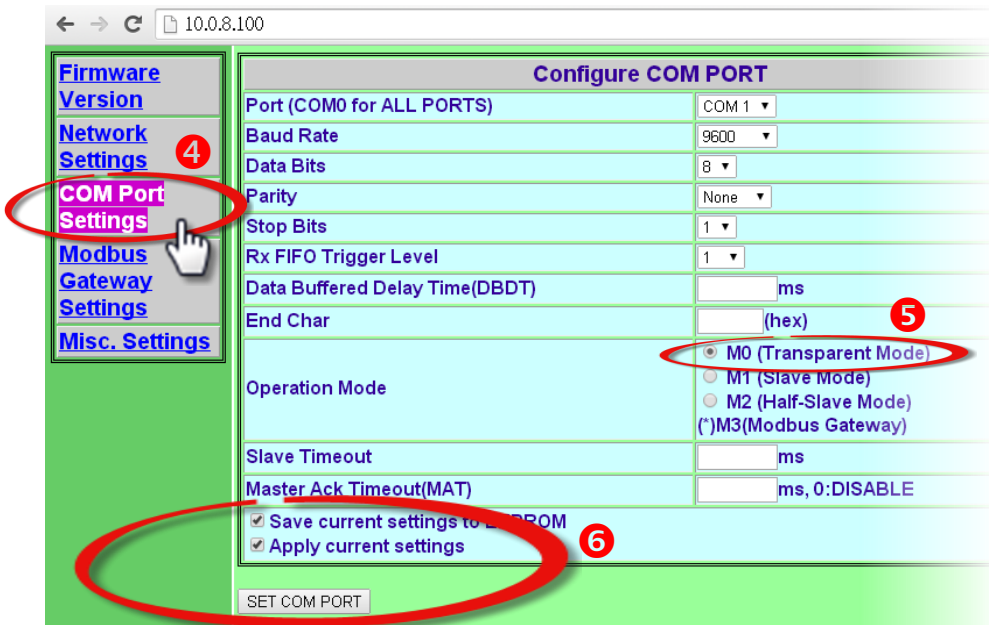 10.0.8.100
Firmware
Version
Network
Settings
4
COM Port
Settings
Modbus
Gateway
Settings
Misc. Settings
Configure COM PORT
Port (COM0 for ALL PORTS) COM 1
Baud Rate 9600
Data Bits 8
Parity None
Stop Bits 1
Rx FIFO Trigger Level 1
Data Buffered Delay Time(DBDT) ms
End Char (hex)
5
Operation Mode
M0 (Transparent Mode)
M1 (Slave Mode)
M2 (Half-Slave Mode)
(*)M3(Modbus Gateway)
Slave Timeout ms
Master Ack Timeout(MAT) ms, 0:DISABLE
Save current settings to EEPROM
Apply current settings
6
SET COM PORT